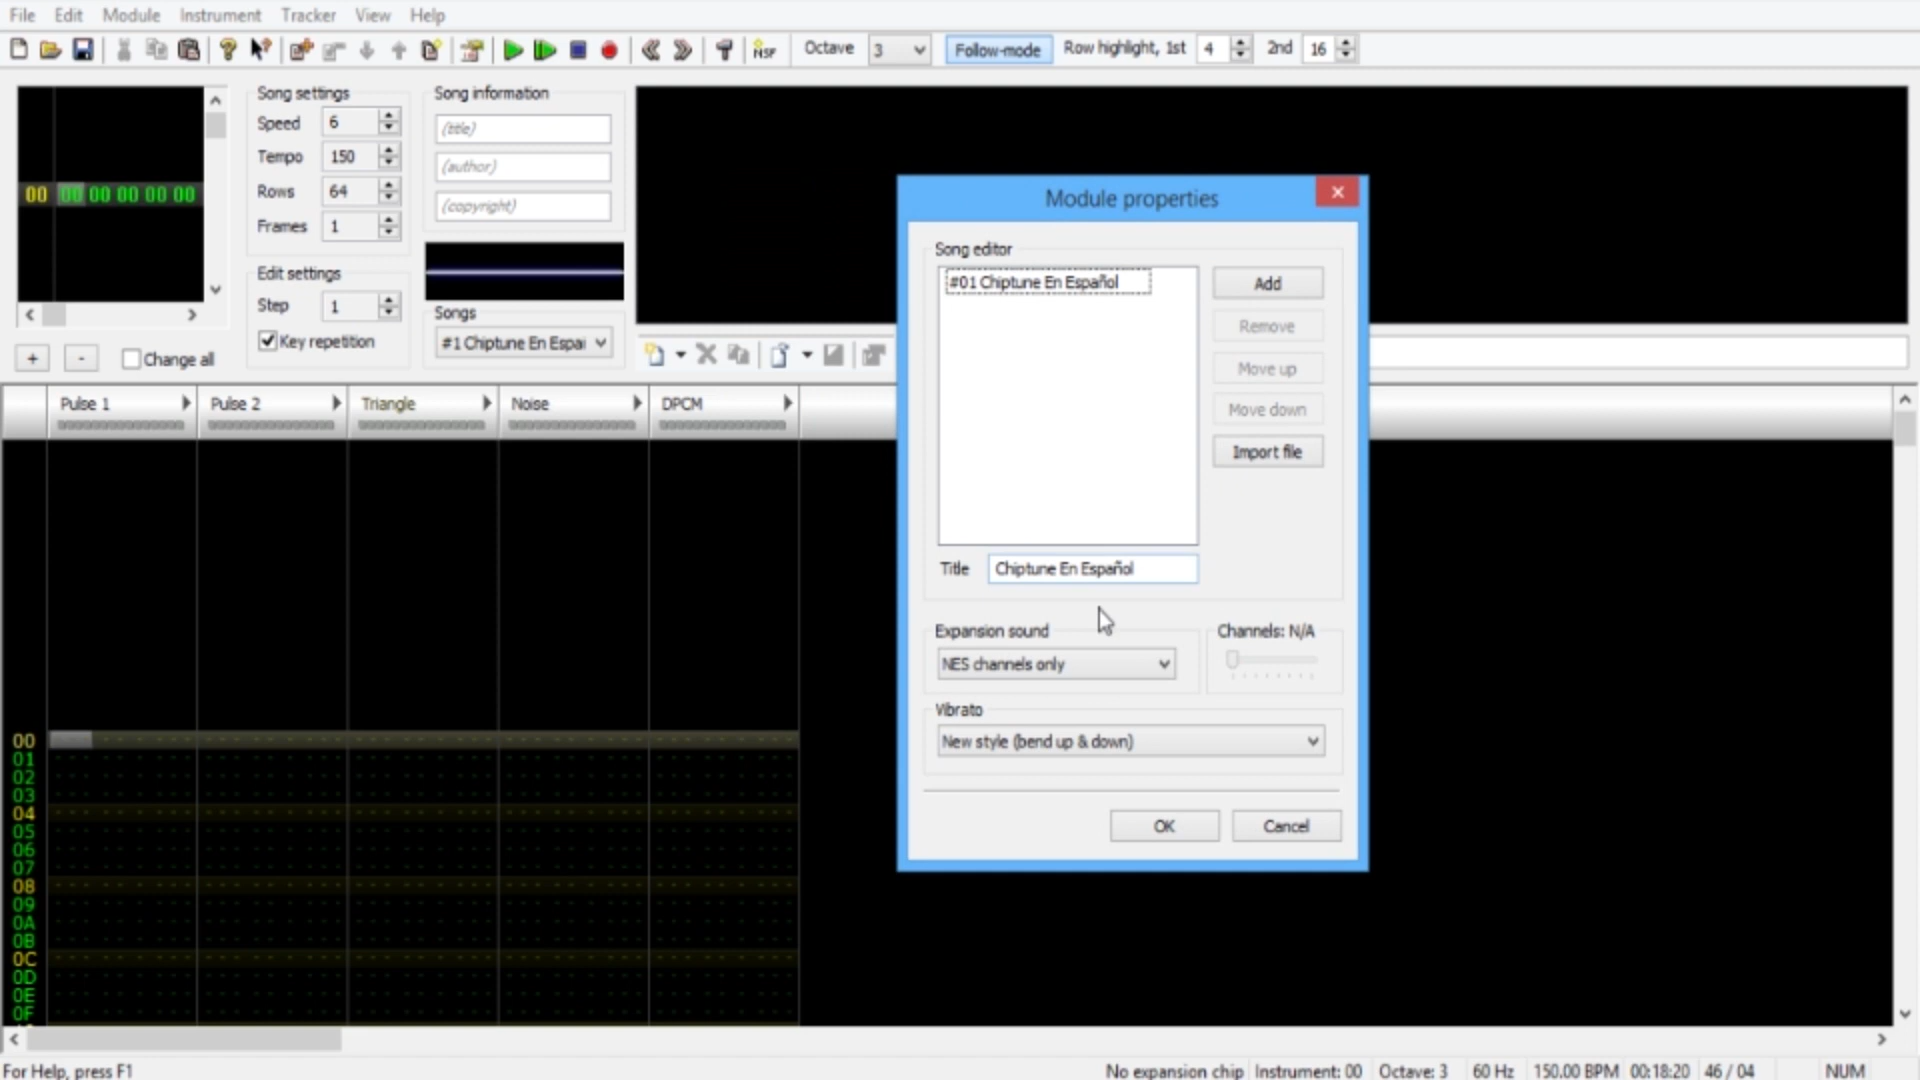 File Edit Module Instrument Tracker View Help
NSF Octave 3 Follow-mode Row highlight, 1st 4 2nd 16
00 00 00 00 00 00
Song settings
Speed 6
Tempo 150
Rows 64
Frames 1
Edit settings
Step 1
Key repetition
+ - Change all
Song information
(title)
(author)
(copyright)
Songs
#1 Chiptune En Espai
Pulse 1 Pulse 2 Triangle Noise DPCM
00
01
02
03
04
05
06
07
08
09
0A
0B
0C
0D
0E
0F
Module properties
Song editor
#01 Chiptune En Español
Add
Remove
Move up
Move down
Import file
Title Chiptune En Español
Expansion sound
NES channels only
Channels: N/A
Vibrato
New style (bend up & down)
OK Cancel
For Help, press F1 No expansion chip Instrument: 00 Octave: 3 60 Hz 150.00 BPM 00:18:20 46 / 04 NUM